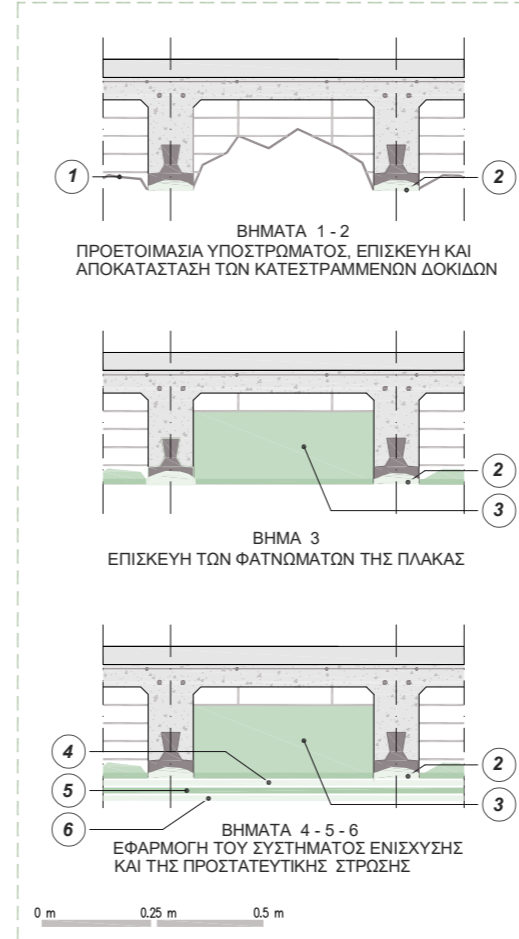 1
2
ΒΗΜΑΤΑ 1 - 2
ΠΡΟΕΤΟΙΜΑΣΙΑ ΥΠΟΣΤΡΩΜΑΤΟΣ, ΕΠΙΣΚΕΥΗ ΚΑΙ
ΑΠΟΚΑΤΑΣΤΑΣΗ ΤΩΝ ΚΑΤΕΣΤΡΑΜΜΕΝΩΝ ΔΟΚΙΔΩΝ
2
3
ΒΗΜΑ 3
ΕΠΙΣΚΕΥΗ ΤΩΝ ΦΑΤΝΩΜΑΤΩΝ ΤΗΣ ΠΛΑΚΑΣ
4
2
5
3
6
ΒΗΜΑΤΑ 4 - 5 - 6
ΕΦΑΡΜΟΓΗ ΤΟΥ ΣΥΣΤΗΜΑΤΟΣ ΕΝΙΣΧΥΣΗΣ
ΚΑΙ ΤΗΣ ΠΡΟΣΤΑΤΕΥΤΙΚΗΣ ΣΤΡΩΣΗΣ
0 m 0.25 m 0.5 m